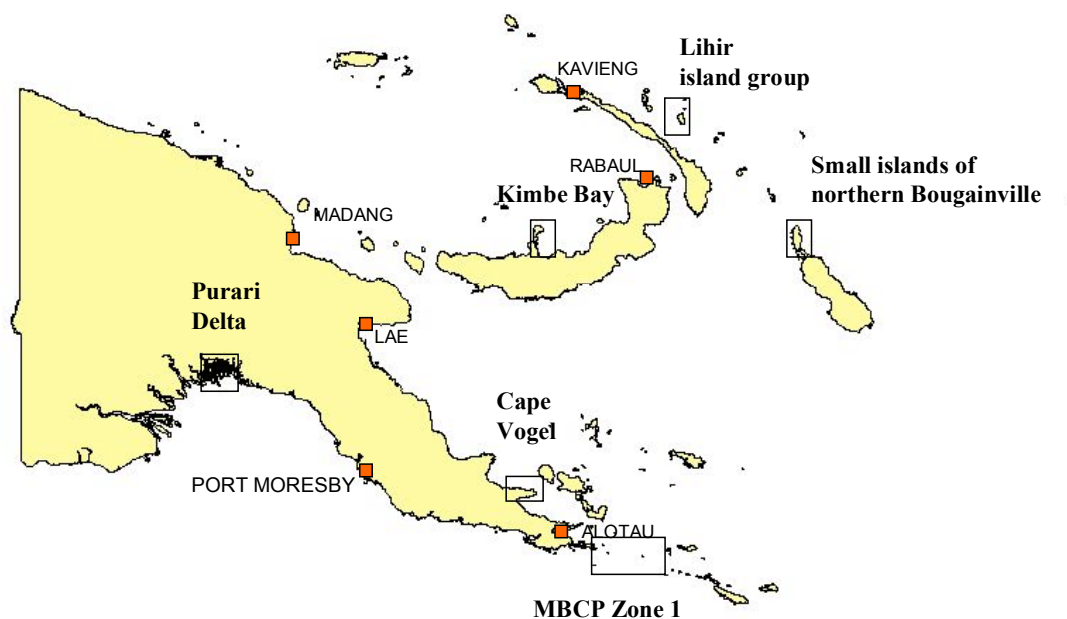 Lihir
island group
KAVIENG
Small islands of
northern Bougainville
RABAUL
Kimbe Bay
MADANG
Purari
Delta
LAE
Cape
Vogel
PORT MORESBY
ALOTAU
MBCP Zone 1